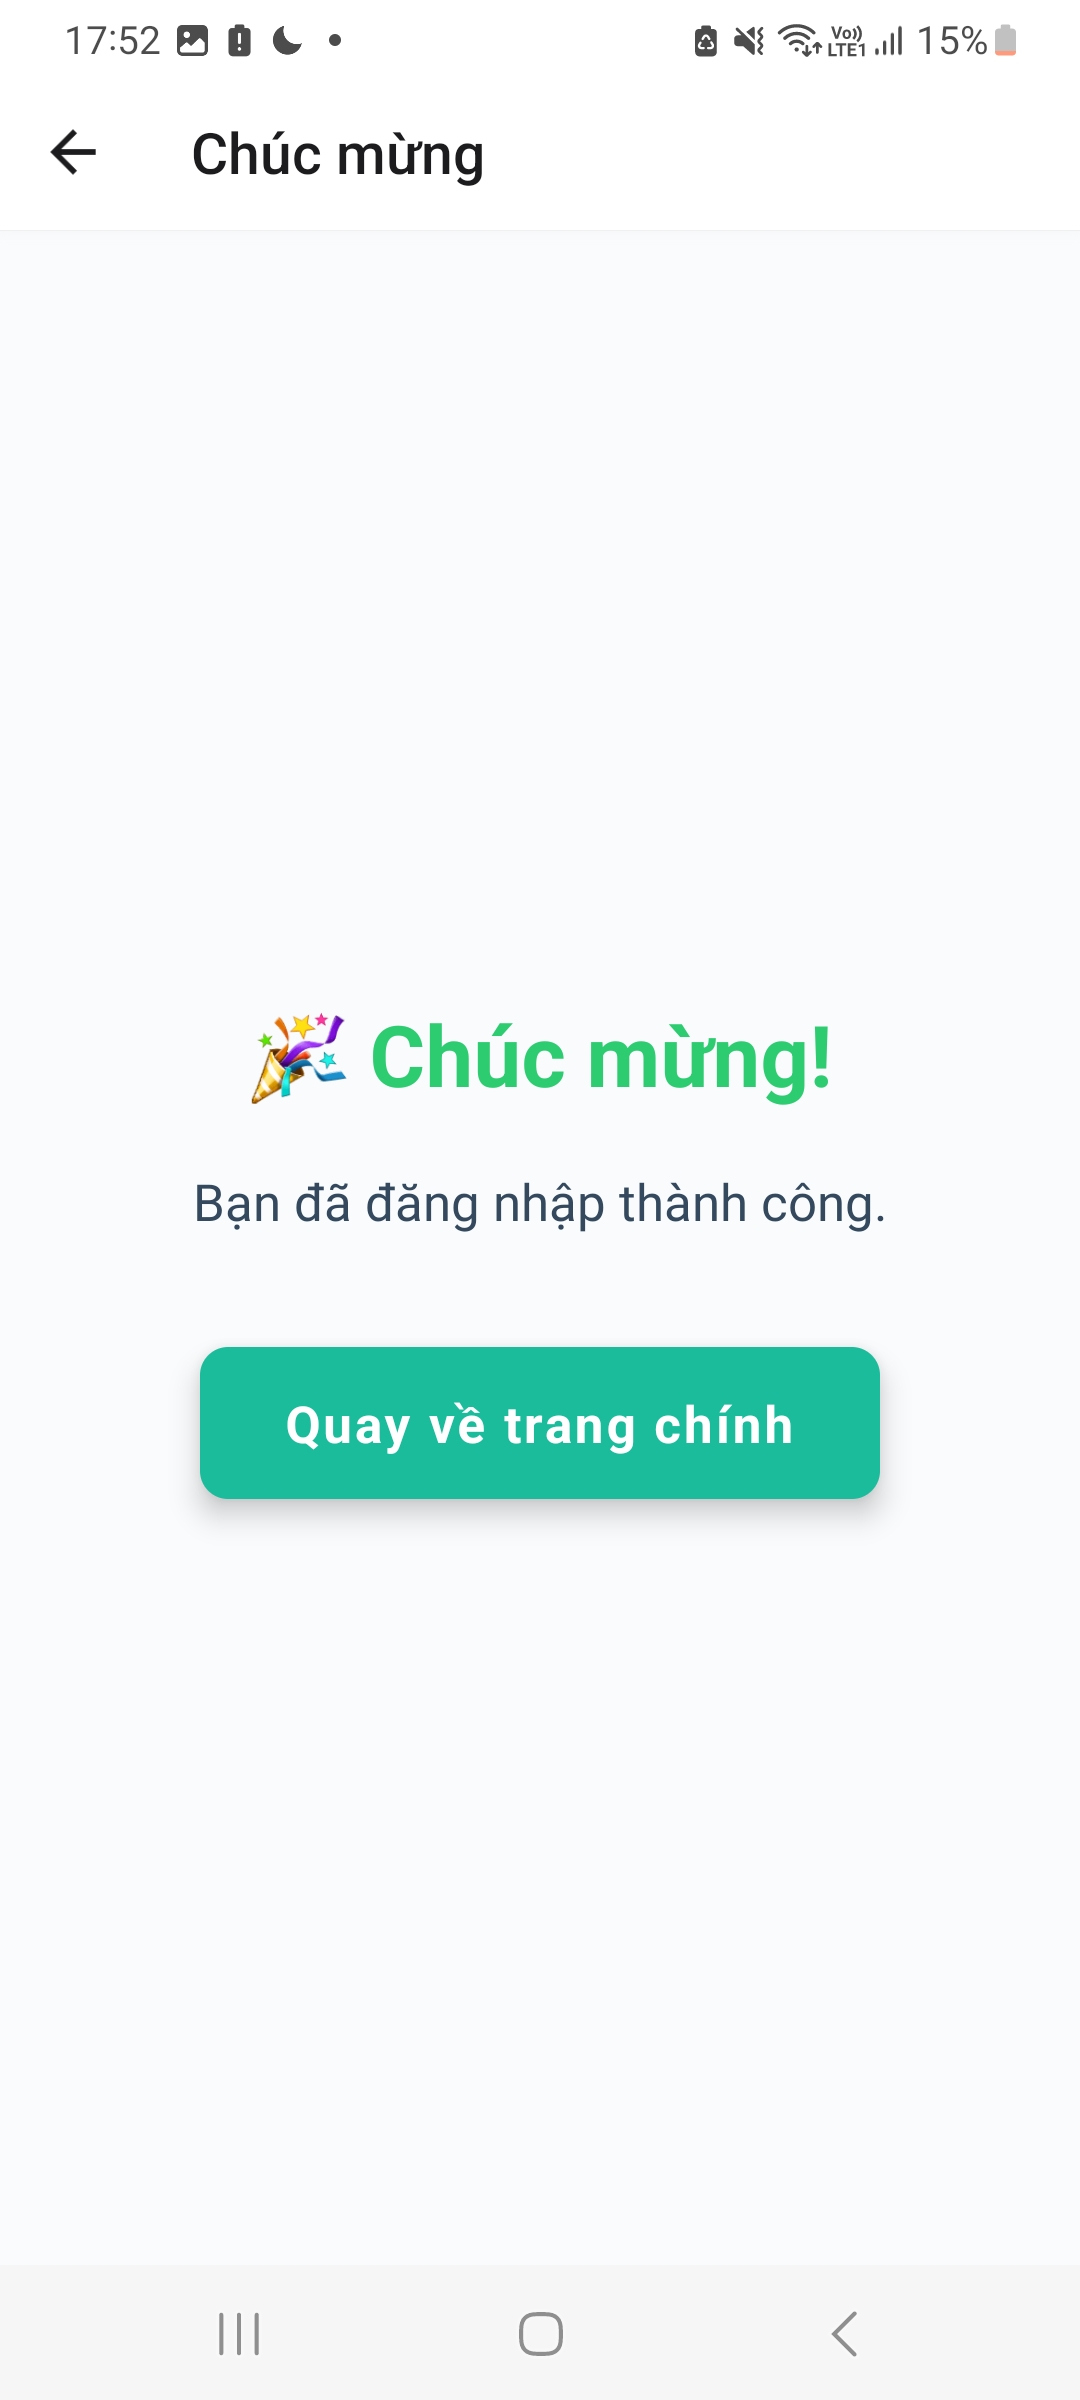 17:52 Vo)) LTE1 15%
Chúc mừng
🎉 Chúc mừng!
Bạn đã đăng nhập thành công.
Quay về trang chính